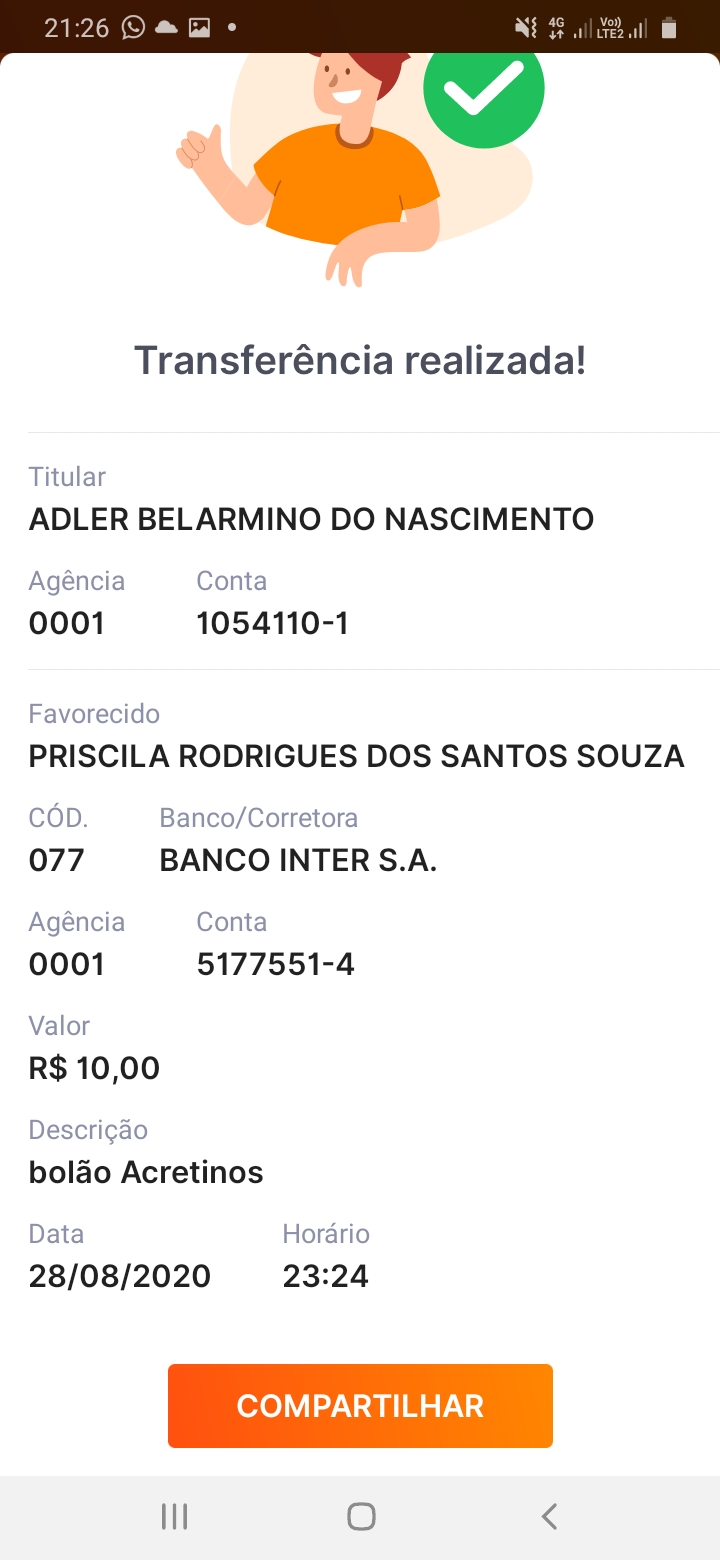 21:26
4G Vo)) LTE2
Transferência realizada!
Titular
ADLER BELARMINO DO NASCIMENTO
Agência Conta
0001 1054110-1
Favorecido
PRISCILA RODRIGUES DOS SANTOS SOUZA
CÓD. Banco/Corretora
077 BANCO INTER S.A.
Agência Conta
0001 5177551-4
Valor
R$ 10,00
Descrição
bolão Acretinos
Data Horário
28/08/2020 23:24
COMPARTILHAR